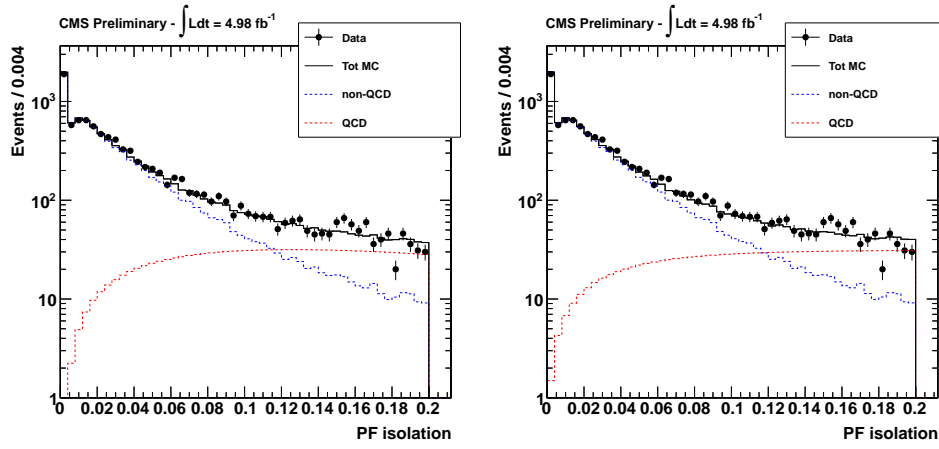 CMS Preliminary - ∫Ldt = 4.98 fb⁻¹
Data
Tot MC
non-QCD
QCD
Events / 0.004
10³
10²
10
1
0 0.02 0.04 0.06 0.08 0.1 0.12 0.14 0.16 0.18 0.2
PF isolation
CMS Preliminary - ∫Ldt = 4.98 fb⁻¹
Data
Tot MC
non-QCD
QCD
Events / 0.004
10³
10²
10
1
0 0.02 0.04 0.06 0.08 0.1 0.12 0.14 0.16 0.18 0.2
PF isolation